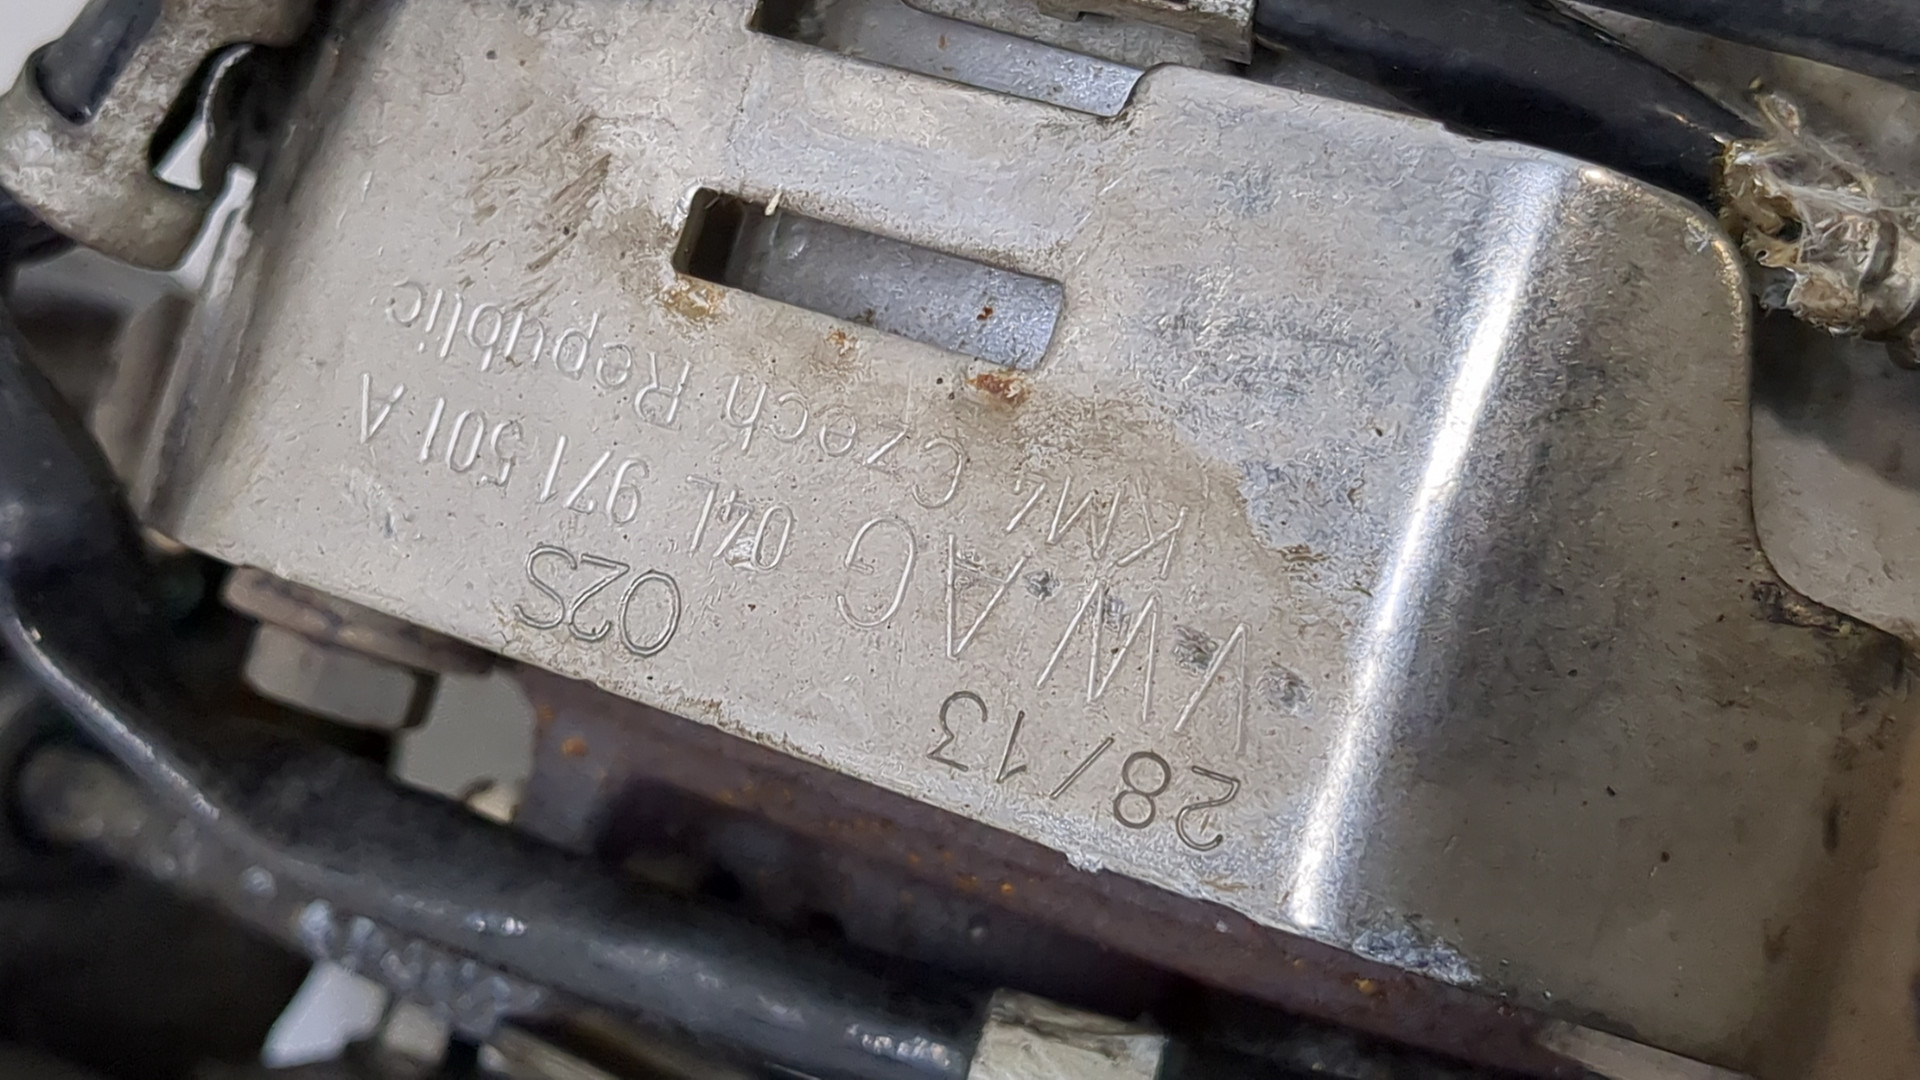 28/13
VW AG 04L 971 501 A
KM4 Czech Republic
02S